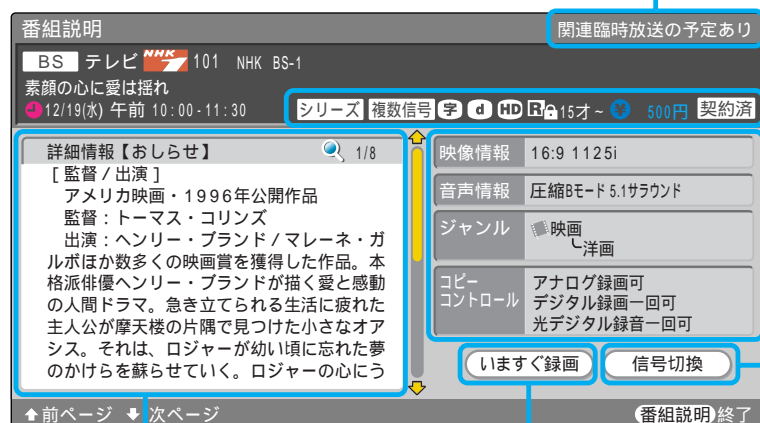 番組説明
関連臨時放送の予定あり
BS テレビ NHK 101 NHK BS-1
素顔の心に愛は揺れ
12/19(水) 午前 10:00-11:30
シリーズ 複数信号 字 d HD R 15才~ ¥ 500円 契約済
詳細情報【おしらせ】 1/8
[ 監督 / 出演 ]
アメリカ映画・1996年公開作品
監督:トーマス・コリンズ
出演:ヘンリー・ブランド / マレーネ・ガ
ルボほか数多くの映画賞を獲得した作品。本
格派俳優ヘンリー・ブランドが描く愛と感動
の人間ドラマ。急き立てられる生活に疲れた
主人公が摩天楼の片隅で見つけた小さなオア
シス。それは、ロジャーが幼い頃に忘れた夢
のかけらを蘇らせていく。ロジャーの心にう
映像情報 16:9 1125i
音声情報 圧縮Bモード 5.1サラウンド
ジャンル 映画
洋画
コピー
コントロール
アナログ録画可
デジタル録画一回可
光デジタル録音一回可
いますぐ録画 信号切換
前ページ 次ページ 番組説明 終了